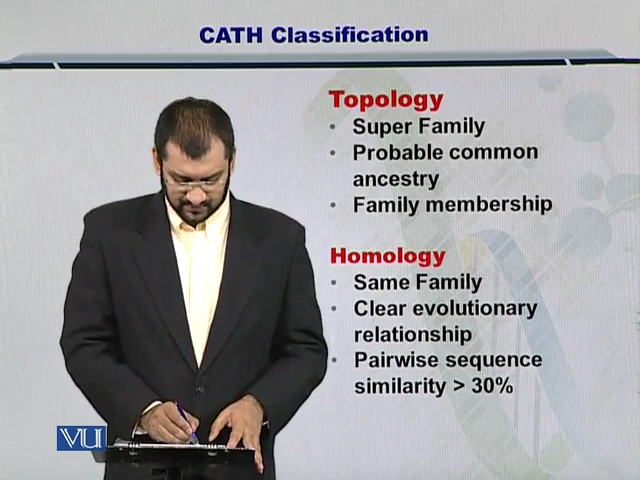 CATH Classification
Topology
• Super Family
• Probable common
ancestry
• Family membership
Homology
• Same Family
• Clear evolutionary
relationship
• Pairwise sequence
similarity > 30%
VU